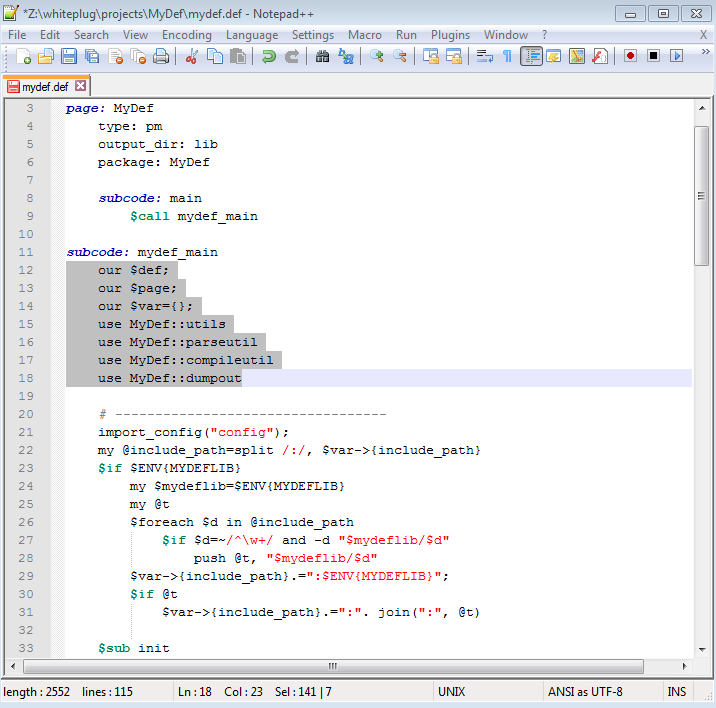 *Z:\whiteplug\projects\MyDef\mydef.def - Notepad++
File Edit Search View Encoding Language Settings Macro Run Plugins Window ? X
mydef.def
3 page: MyDef
4 type: pm
5 output_dir: lib
6 package: MyDef
7
8 subcode: main
9 $call mydef_main
10
11 subcode: mydef_main
12 our $def;
13 our $page;
14 our $var={};
15 use MyDef::utils
16 use MyDef::parseutil
17 use MyDef::compileutil
18 use MyDef::dumpout
19
20 # ----------------------------------
21 import_config("config");
22 my @include_path=split /:/, $var->{include_path}
23 $if $ENV{MYDEFLIB}
24 my $mydeflib=$ENV{MYDEFLIB}
25 my @t
26 $foreach $d in @include_path
27 $if $d=~/^\w+/ and -d "$mydeflib/$d"
28 push @t, "$mydeflib/$d"
29 $var->{include_path}.=":$ENV{MYDEFLIB}";
30 $if @t
31 $var->{include_path}.=":". join(":", @t)
32
33 $sub init
length : 2552 lines : 115 Ln : 18 Col : 23 Sel : 141 | 7 UNIX ANSI as UTF-8 INS